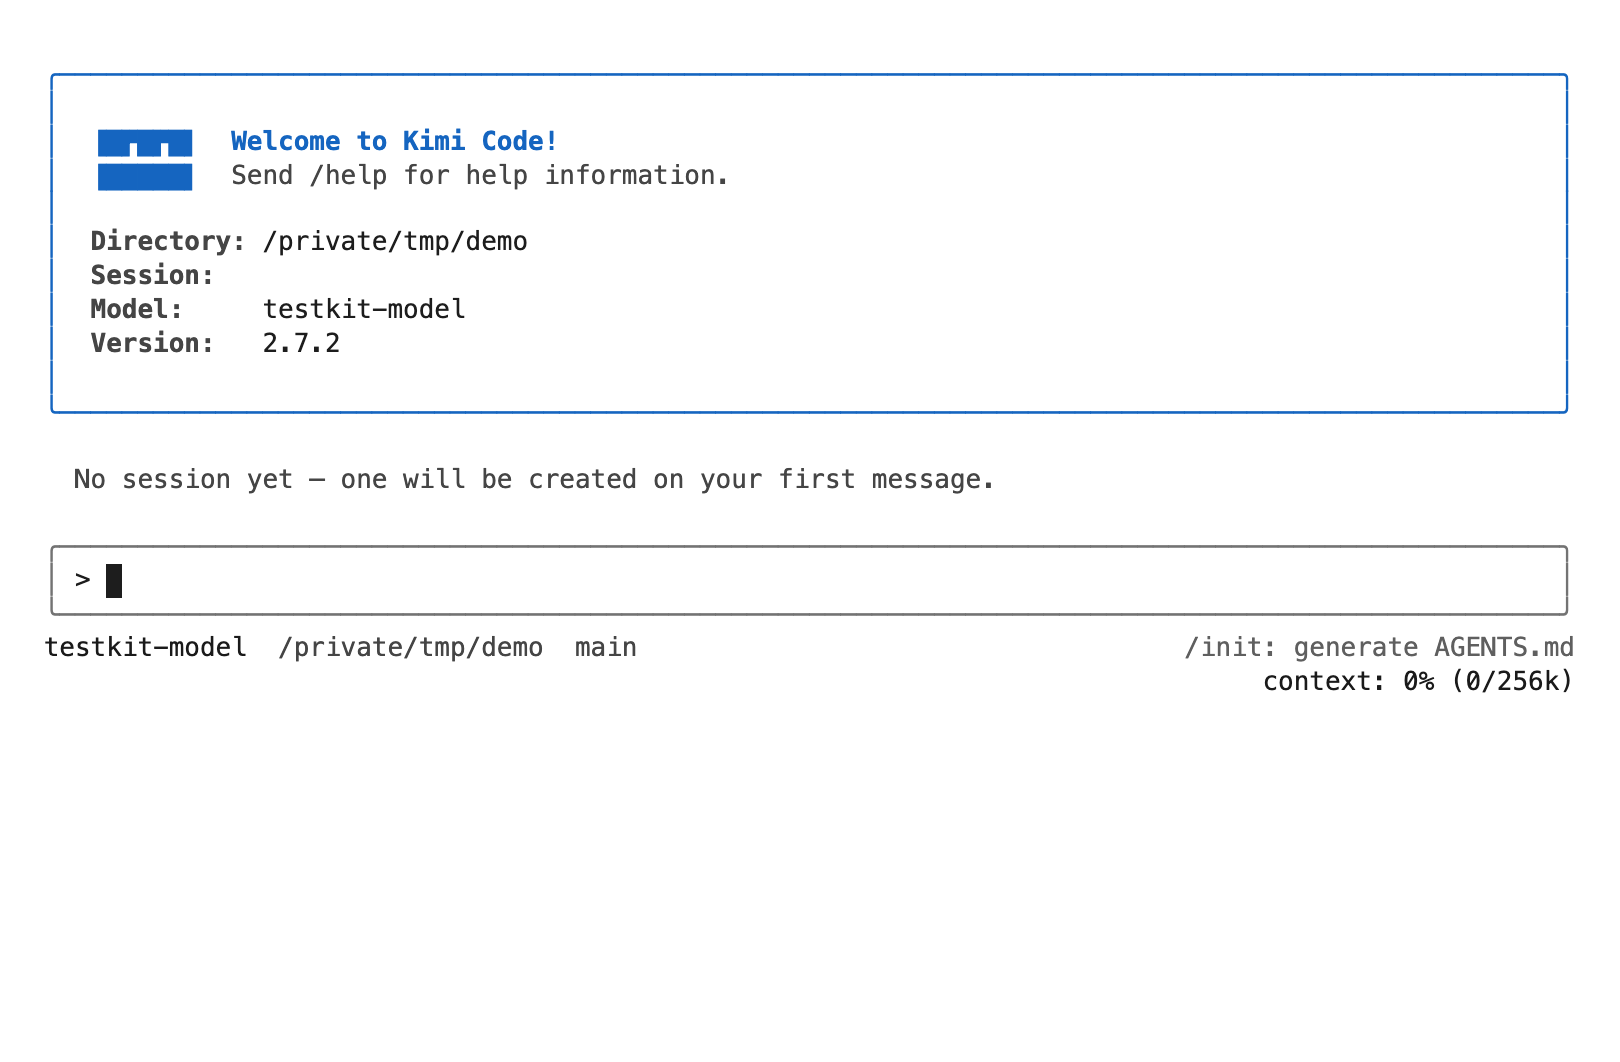 Welcome to Kimi Code!
Send /help for help information.
Directory: /private/tmp/demo
Session:
Model: testkit-model
Version: 2.7.2
No session yet — one will be created on your first message.
>
testkit-model /private/tmp/demo main /init: generate AGENTS.md
context: 0% (0/256k)